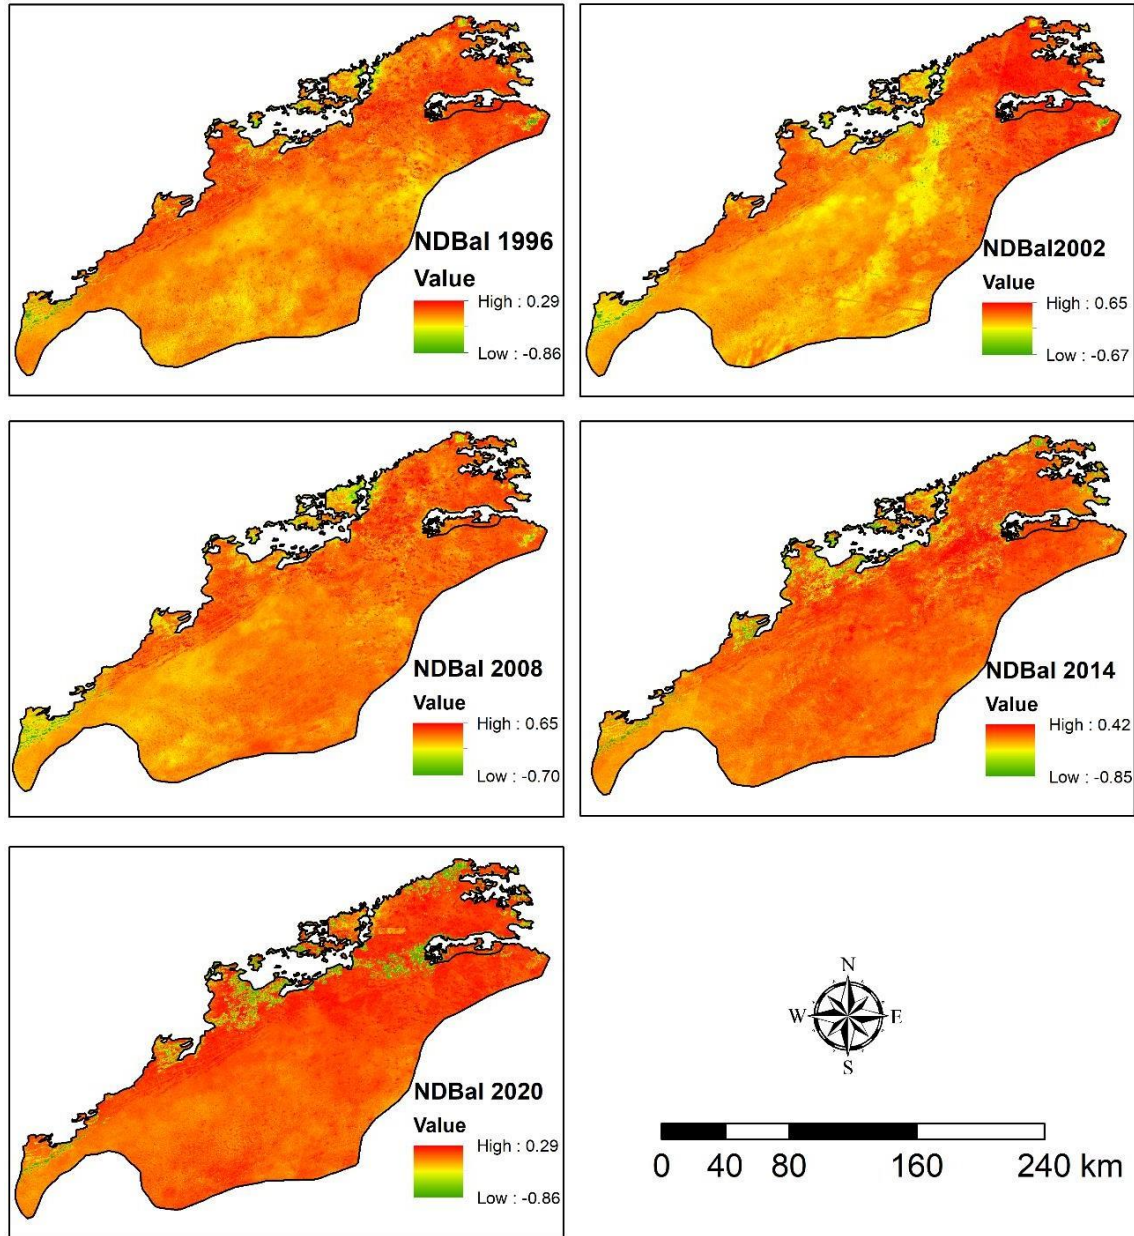 NDBal 1996
Value
High : 0.29
Low : -0.86
NDBal2002
Value
High : 0.65
Low : -0.67
NDBal 2008
Value
High : 0.65
Low : -0.70
NDBal 2014
Value
High : 0.42
Low : -0.85
NDBal 2020
Value
High : 0.29
Low : -0.86
N
W E
S
0 40 80 160 240 km